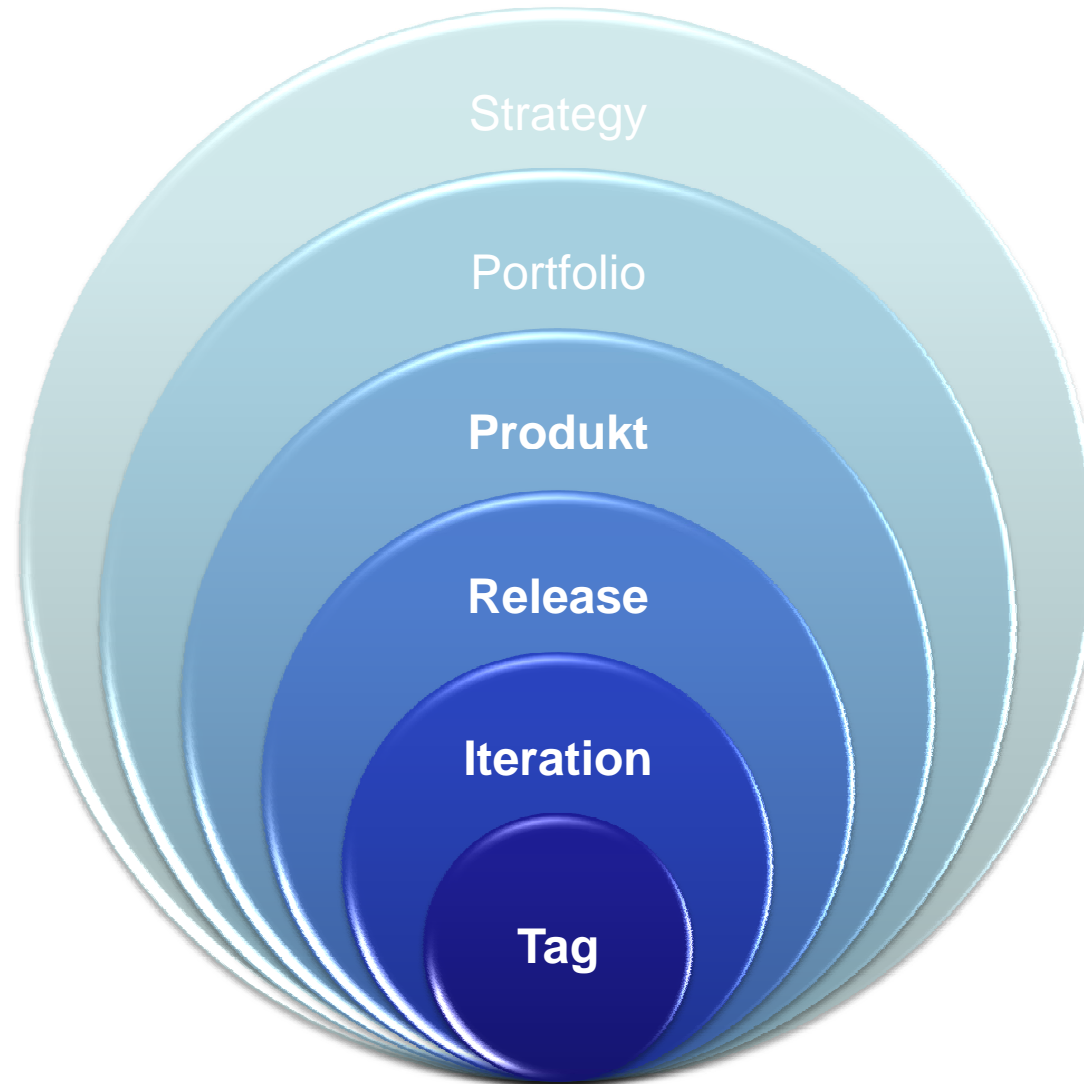 Strategy
Portfolio
Produkt
Release
Iteration
Tag